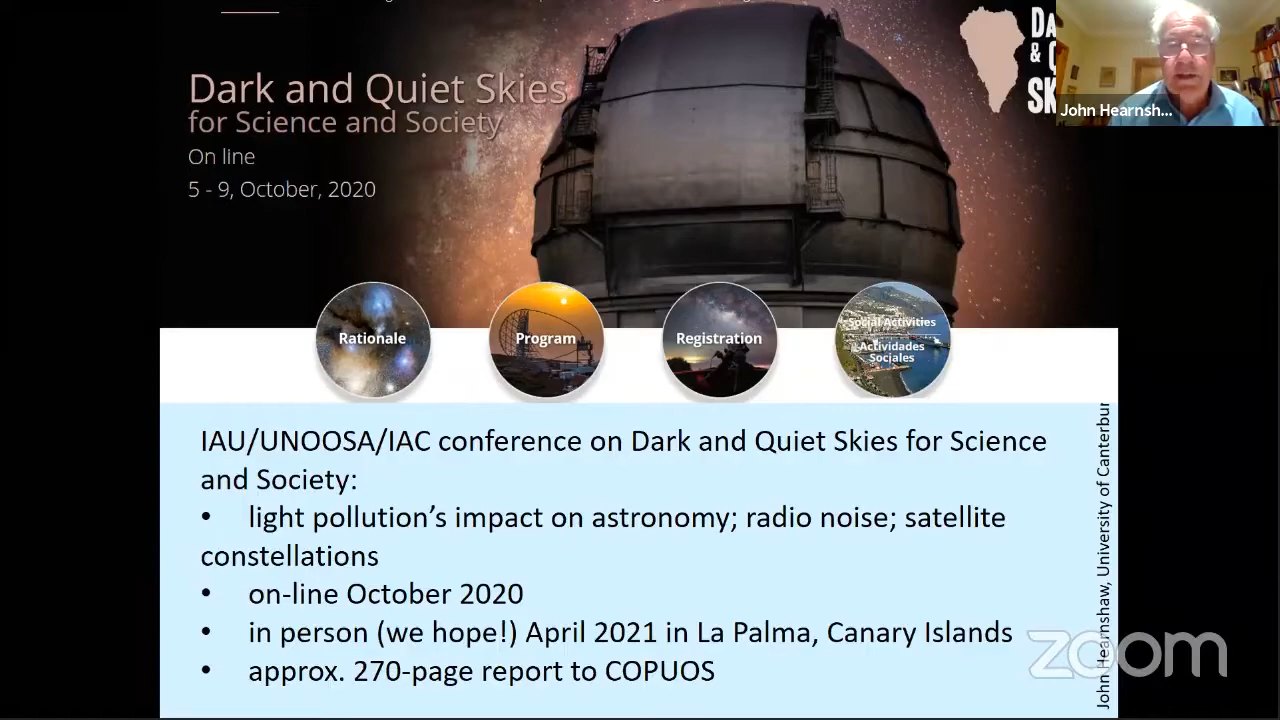 Dark and Quiet Skies
for Science and Society
On line
5 - 9, October, 2020
John Hearnsh...
Rationale
Program
Registration
Social Activities
Actividades
Sociales
IAU/UNOOSA/IAC conference on Dark and Quiet Skies for Science
and Society:
• light pollution’s impact on astronomy; radio noise; satellite
constellations
• on-line October 2020
• in person (we hope!) April 2021 in La Palma, Canary Islands
• approx. 270-page report to COPUOS
John Hearnshaw, University of
zoom